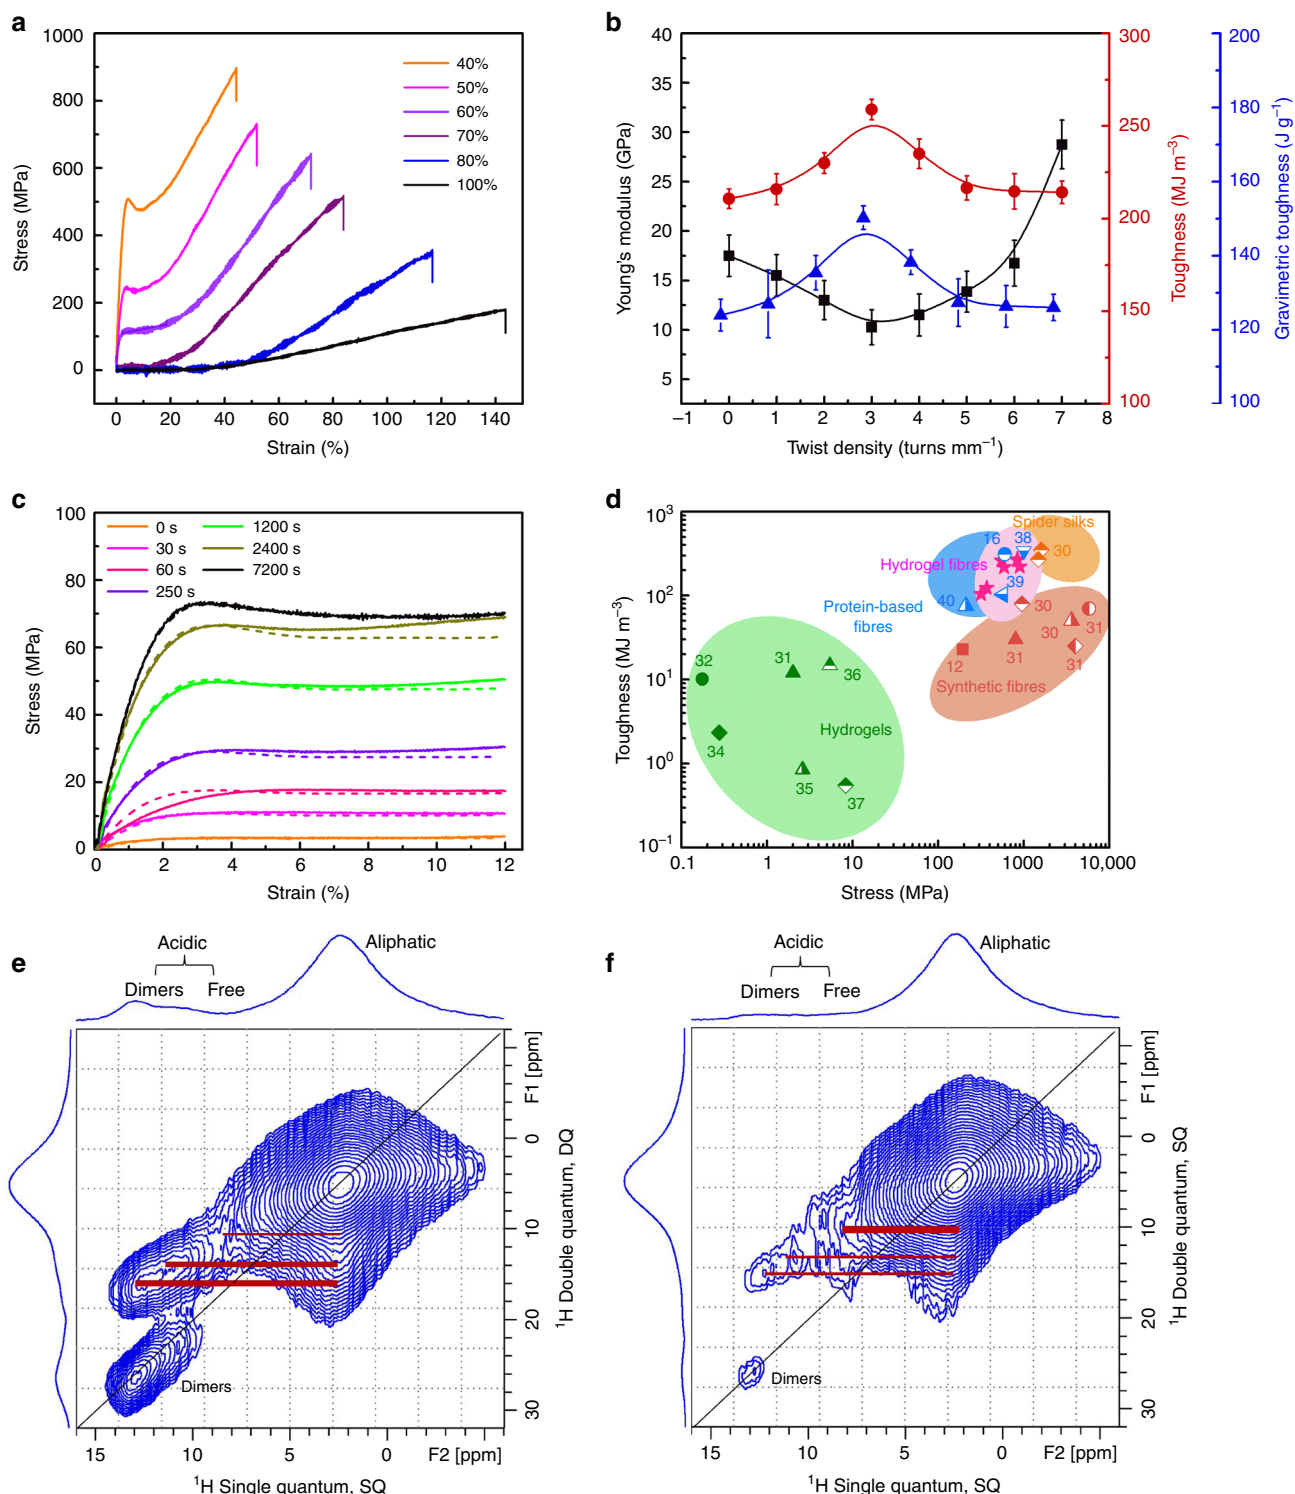 a
1000
800
600
400
200
0
Stress (MPa)
40%
50%
60%
70%
80%
100%
0 20 40 60 80 100 120 140
Strain (%)
b
40
35
30
25
20
15
10
5
Young's modulus (GPa)
300
250
200
150
100
Toughness (MJ m⁻³)
200
180
160
140
120
100
Gravimetric toughness (J g⁻¹)
−1 0 1 2 3 4 5 6 7 8
Twist density (turns mm⁻¹)
c
100
80
60
40
20
0
Stress (MPa)
0 s
30 s
60 s
250 s
1200 s
2400 s
7200 s
0 2 4 6 8 10 12
Strain (%)
d
10³
10²
10¹
10⁰
10⁻¹
Toughness (MJ m⁻³)
Spider silks
16 38 30
Hydrogel fibres
39
40
Protein-based
fibres
30
30
31
12
31
31
Synthetic fibres
32
31
36
Hydrogels
34
35
37
0.1 1 10 100 1000 10,000
Stress (MPa)
e
Acidic
Dimers Free
Aliphatic
F1 [ppm]
0
10
20
30
¹H Double quantum, DQ
Dimers
15 10 5 0 F2 [ppm]
¹H Single quantum, SQ
f
Acidic
Dimers Free
Aliphatic
F1 [ppm]
0
10
20
30
¹H Double quantum, SQ
Dimers
15 10 5 0 F2 [ppm]
¹H Single quantum, SQ